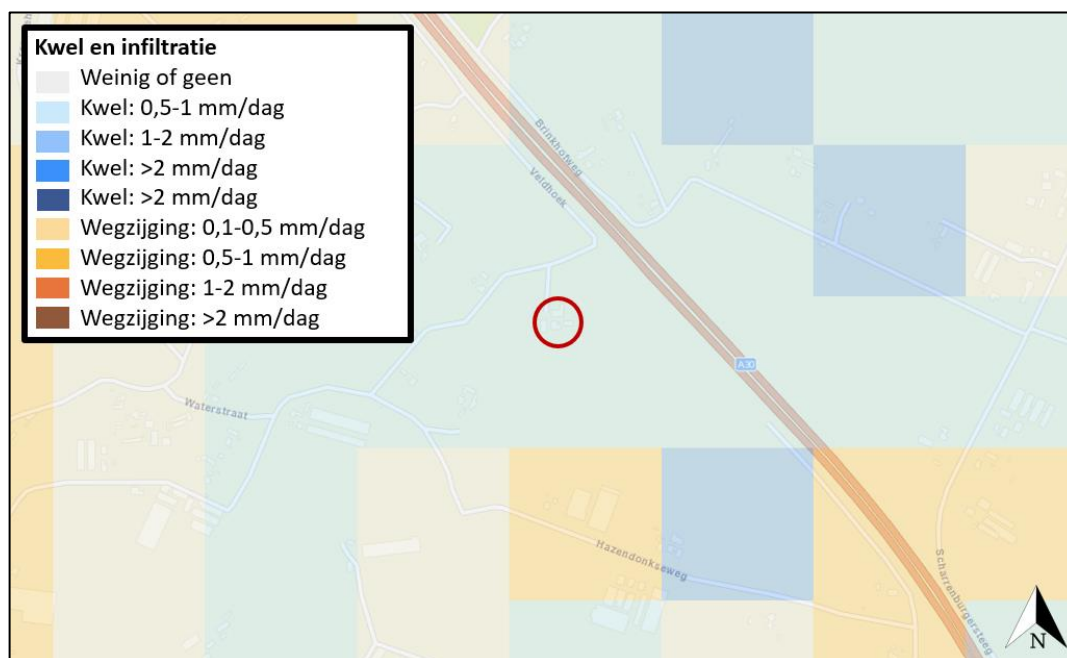 Kwel en infiltratie
Weinig of geen
Kwel: 0,5-1 mm/dag
Kwel: 1-2 mm/dag
Kwel: >2 mm/dag
Kwel: >2 mm/dag
Wegzijging: 0,1-0,5 mm/dag
Wegzijging: 0,5-1 mm/dag
Wegzijging: 1-2 mm/dag
Wegzijging: >2 mm/dag
Brinkhofweg
Veldhoek
A30
Waterstraat
Hazendonkseweg
Scharrenburgersteeg
N